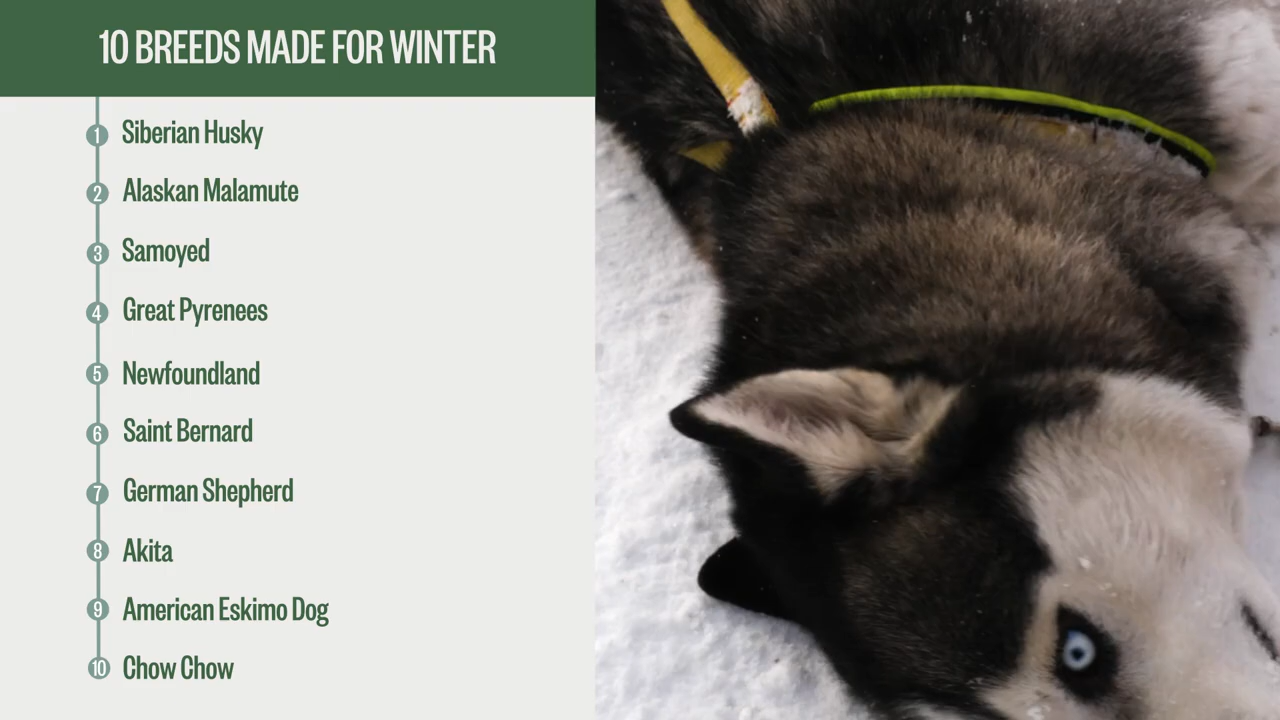 10 BREEDS MADE FOR WINTER
1 Siberian Husky
2 Alaskan Malamute
3 Samoyed
4 Great Pyrenees
5 Newfoundland
6 Saint Bernard
7 German Shepherd
8 Akita
9 American Eskimo Dog
10 Chow Chow